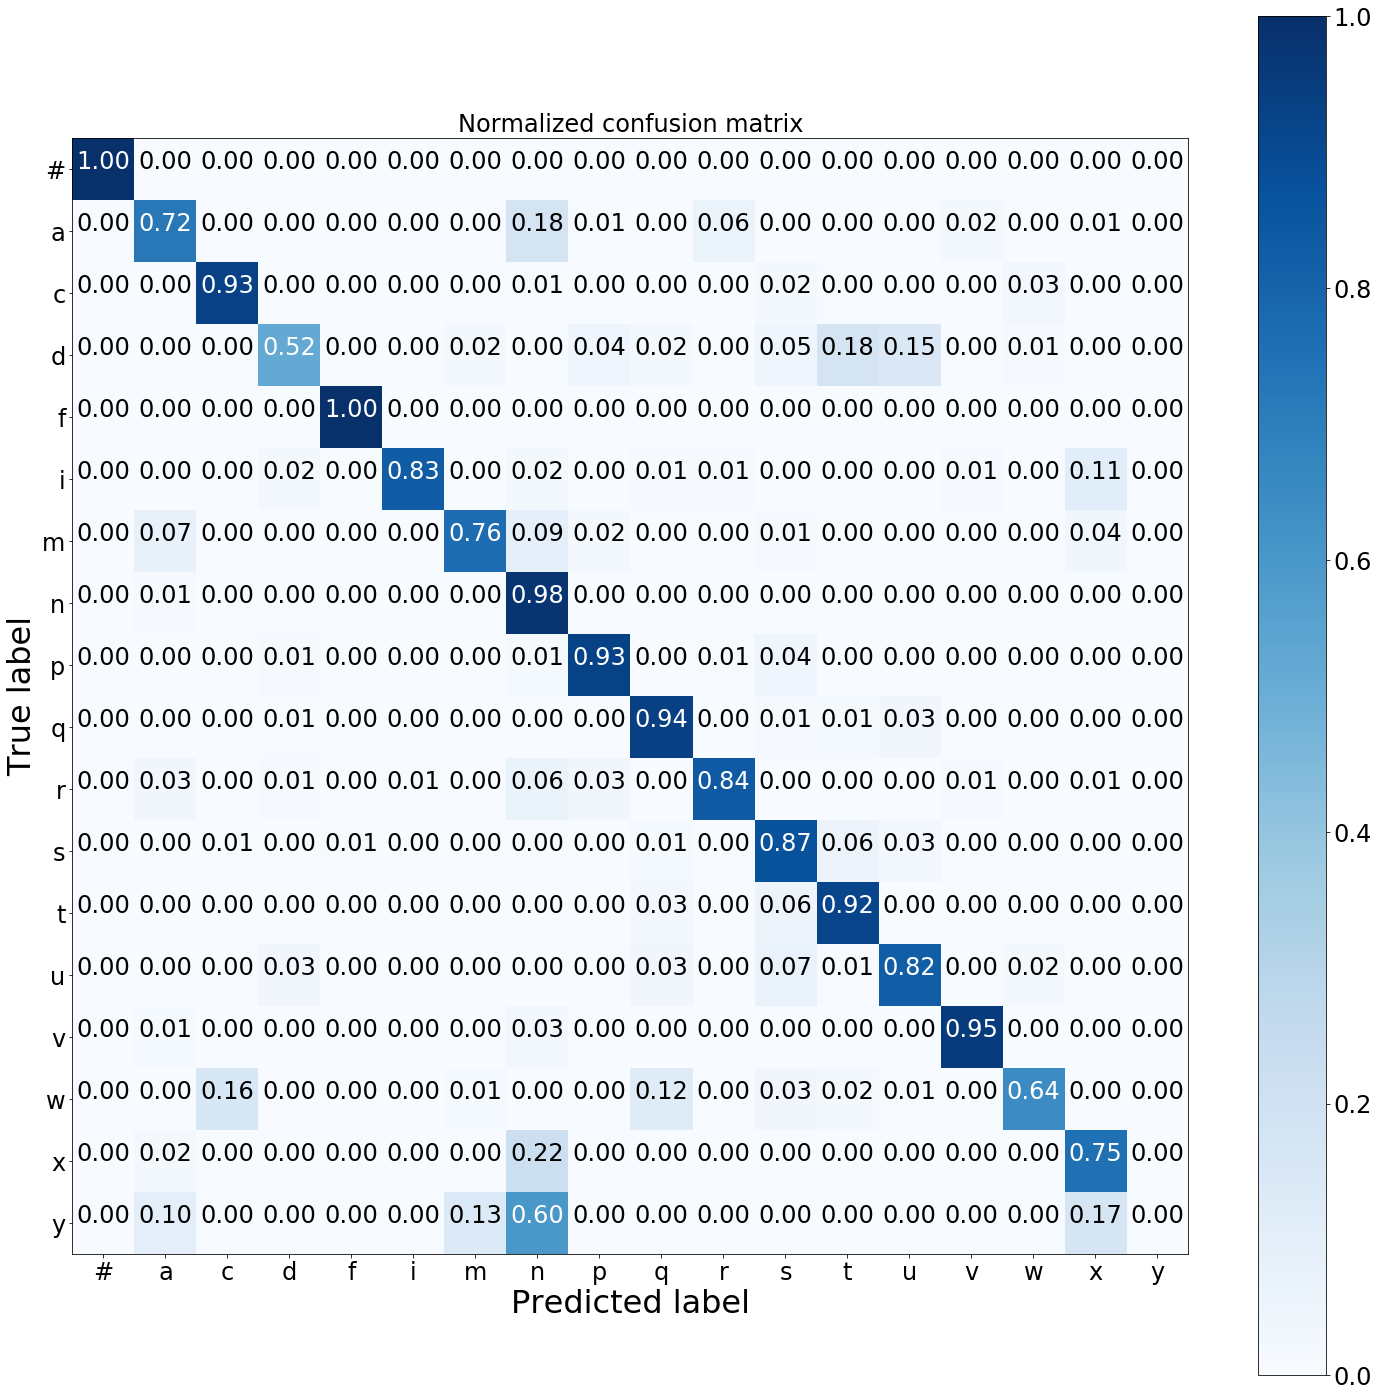 Normalized confusion matrix
1.0
# 1.00 0.00 0.00 0.00 0.00 0.00 0.00 0.00 0.00 0.00 0.00 0.00 0.00 0.00 0.00 0.00 0.00 0.00
a 0.00 0.72 0.00 0.00 0.00 0.00 0.00 0.18 0.01 0.00 0.06 0.00 0.00 0.00 0.02 0.00 0.01 0.00
c 0.00 0.00 0.93 0.00 0.00 0.00 0.00 0.01 0.00 0.00 0.00 0.02 0.00 0.00 0.00 0.03 0.00 0.00
0.8
d 0.00 0.00 0.00 0.52 0.00 0.00 0.02 0.00 0.04 0.02 0.00 0.05 0.18 0.15 0.00 0.01 0.00 0.00
f 0.00 0.00 0.00 0.00 1.00 0.00 0.00 0.00 0.00 0.00 0.00 0.00 0.00 0.00 0.00 0.00 0.00 0.00
i 0.00 0.00 0.00 0.02 0.00 0.83 0.00 0.02 0.00 0.01 0.01 0.00 0.00 0.00 0.01 0.00 0.11 0.00
m 0.00 0.07 0.00 0.00 0.00 0.00 0.76 0.09 0.02 0.00 0.00 0.01 0.00 0.00 0.00 0.00 0.04 0.00
0.6
n 0.00 0.01 0.00 0.00 0.00 0.00 0.00 0.98 0.00 0.00 0.00 0.00 0.00 0.00 0.00 0.00 0.00 0.00
p 0.00 0.00 0.00 0.01 0.00 0.00 0.00 0.01 0.93 0.00 0.01 0.04 0.00 0.00 0.00 0.00 0.00 0.00
True label
q 0.00 0.00 0.00 0.01 0.00 0.00 0.00 0.00 0.00 0.94 0.00 0.01 0.01 0.03 0.00 0.00 0.00 0.00
r 0.00 0.03 0.00 0.01 0.00 0.01 0.00 0.06 0.03 0.00 0.84 0.00 0.00 0.00 0.01 0.00 0.01 0.00
0.4
s 0.00 0.00 0.01 0.00 0.01 0.00 0.00 0.00 0.00 0.01 0.00 0.87 0.06 0.03 0.00 0.00 0.00 0.00
t 0.00 0.00 0.00 0.00 0.00 0.00 0.00 0.00 0.00 0.03 0.00 0.06 0.92 0.00 0.00 0.00 0.00 0.00
u 0.00 0.00 0.00 0.03 0.00 0.00 0.00 0.00 0.00 0.03 0.00 0.07 0.01 0.82 0.00 0.02 0.00 0.00
v 0.00 0.01 0.00 0.00 0.00 0.00 0.00 0.03 0.00 0.00 0.00 0.00 0.00 0.00 0.95 0.00 0.00 0.00
w 0.00 0.00 0.16 0.00 0.00 0.00 0.01 0.00 0.00 0.12 0.00 0.03 0.02 0.01 0.00 0.64 0.00 0.00
0.2
x 0.00 0.02 0.00 0.00 0.00 0.00 0.00 0.22 0.00 0.00 0.00 0.00 0.00 0.00 0.00 0.00 0.75 0.00
y 0.00 0.10 0.00 0.00 0.00 0.00 0.13 0.60 0.00 0.00 0.00 0.00 0.00 0.00 0.00 0.00 0.17 0.00
# a c d f i m n p q r s t u v w x y
Predicted label
0.0